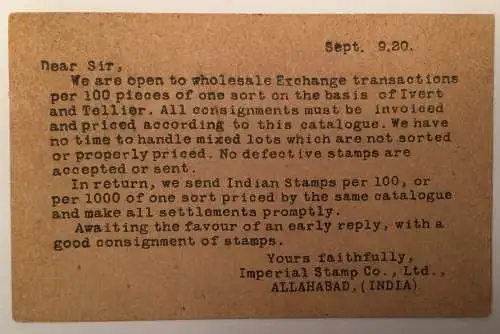 Sept. 9.20.
Dear Sir,
We are open to wholesale Exchange transactions
per 100 pieces of one sort on the basis of Ivert
and Tellier. All consignments must be invoiced
and priced according to this catalogue. We have
no time to handle mixed lots which are not sorted
or properly priced. No defective stamps are
accepted or sent.
In return, we send Indian Stamps per 100, or
per 1000 of one sort priced by the same catalogue
and make all settlements promptly.
Awaiting the favour of an early reply, with a
good consignment of stamps.
Yours faithfully,
Imperial Stamp Co., Ltd.,
ALLAHABAD, (INDIA)